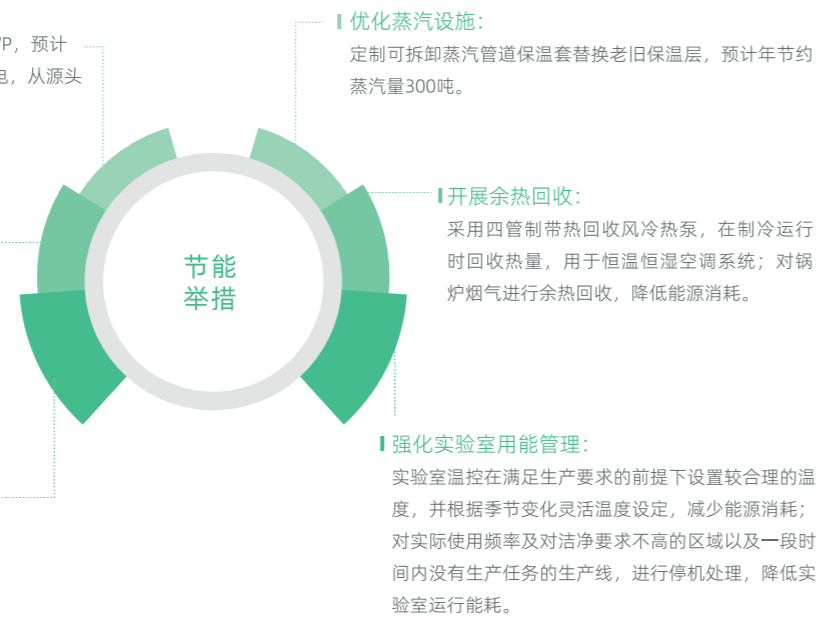 P，预计
电，从源头
优化蒸汽设施：
定制可拆卸蒸汽管道保温套替换老旧保温层，预计年节约
蒸汽量300吨。
开展余热回收：
采用四管制带热回收风冷热泵，在制冷运行
时回收热量，用于恒温恒湿空调系统；对锅
炉烟气进行余热回收，降低能源消耗。
节能
举措
强化实验室用能管理：
实验室温控在满足生产要求的前提下设置较合理的温
度，并根据季节变化灵活温度设定，减少能源消耗；
对实际使用频率及对洁净要求不高的区域以及一段时
间内没有生产任务的生产线，进行停机处理，降低实
验室运行能耗。